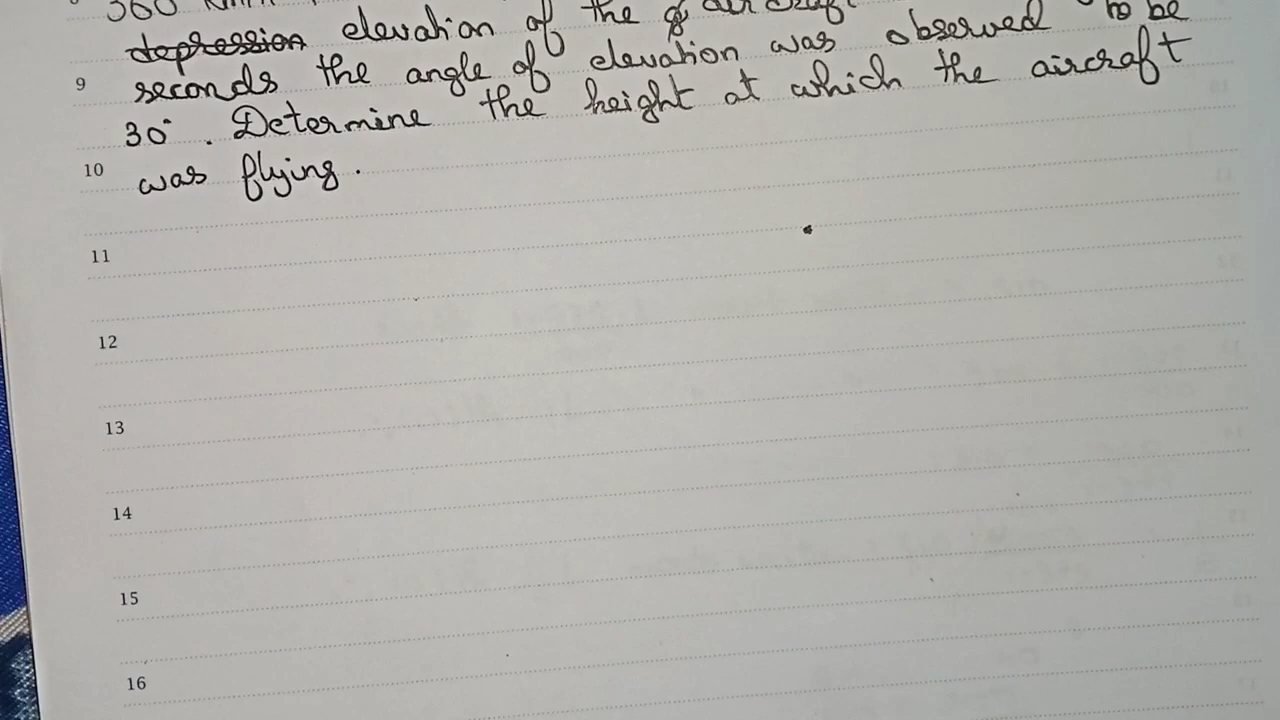 360
depression elevation of the aircraft
9 seconds the angle of elevation was observed to be
30°. Determine the height at which the aircraft
10 was flying.
11
12
13
14
15
16